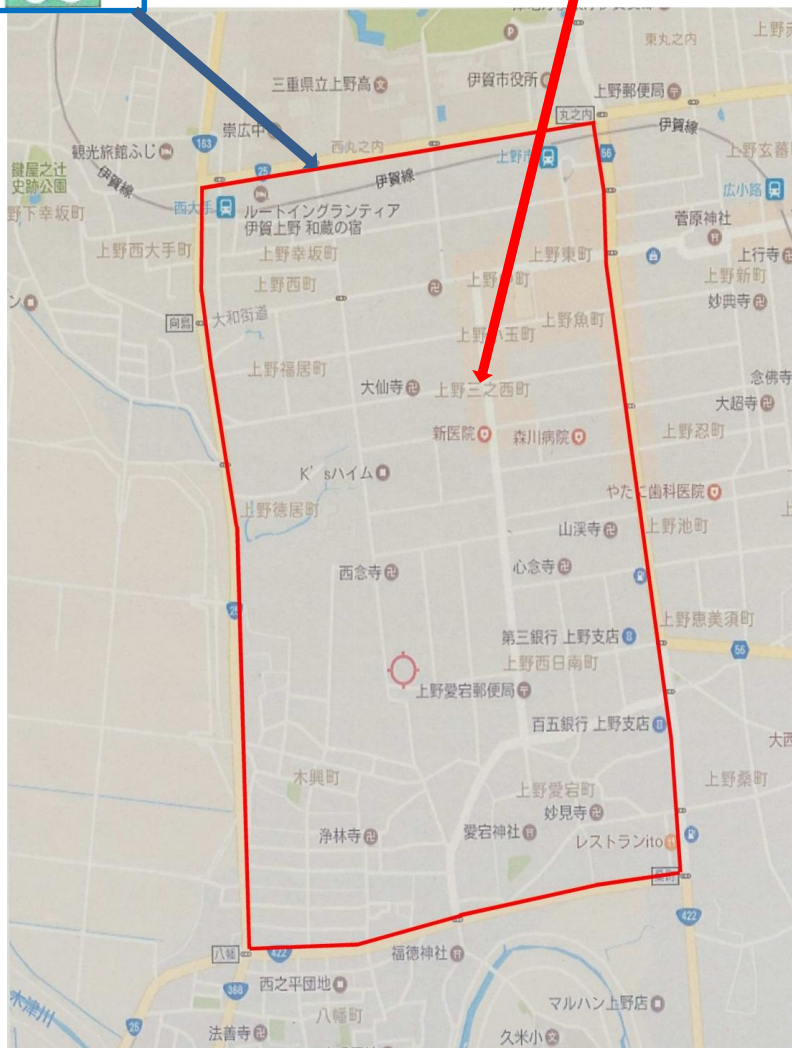 東丸之内
三重県立上野高
伊賀市役所
上野郵便局
丸之内
崇広中
西丸之内
163
25
伊賀線
観光旅館ふじ
上野市
56
上野玄蕃
鍵屋之辻
史跡公園
伊賀線
伊賀線
広小路
西大手
ルートイングランティア
伊賀上野 和蔵の宿
野下幸坂町
菅原神社
上野西大手町
上野幸坂町
上野東町
上行寺
上野西町
上野新町
妙典寺
向島
大和街道
上野魚町
上野福居町
念佛寺
大仙寺
上野三之西町
大超寺
新医院
森川病院
上野忍町
K'sハイム
やたに歯科医院
上野徳居町
山渓寺
上野池町
西念寺
心念寺
25
上野恵美須町
第三銀行 上野支店
56
上野西日南町
上野愛宕郵便局
百五銀行 上野支店
木興町
上野桑町
上野愛宕町
妙見寺
浄林寺
愛宕神社
レストランito
422
八幡
422
福徳神社
368
西之平団地
木津川
マルハン上野店
八幡町
25
法善寺
久米小